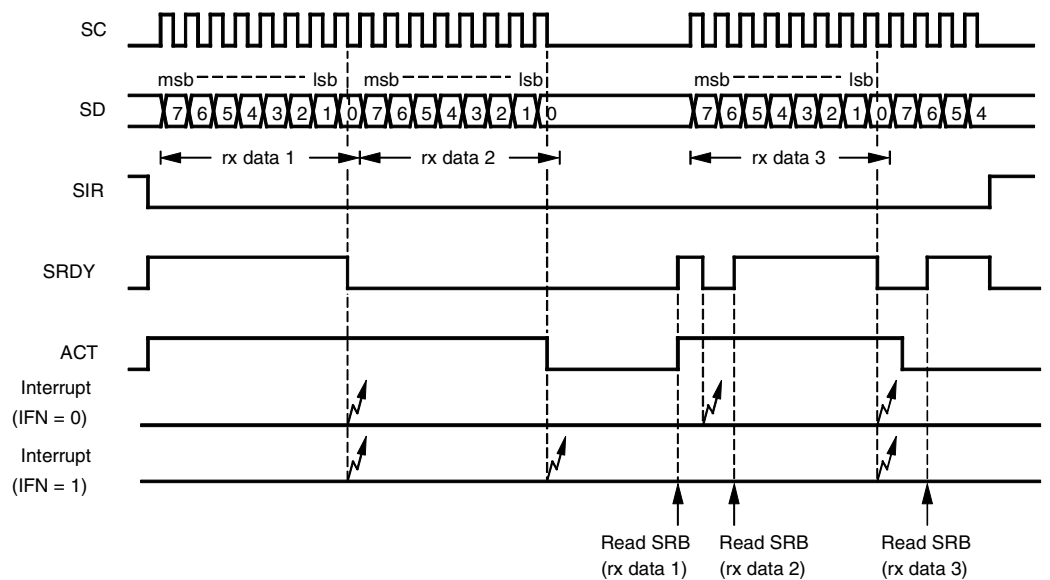 SC
msb lsb msb lsb msb lsb
SD 7 6 5 4 3 2 1 0 7 6 5 4 3 2 1 0 7 6 5 4 3 2 1 0 7 6 5 4
rx data 1 rx data 2 rx data 3
SIR
SRDY
ACT
Interrupt
(IFN = 0)
Interrupt
(IFN = 1)
Read SRB Read SRB Read SRB
(rx data 1) (rx data 2) (rx data 3)